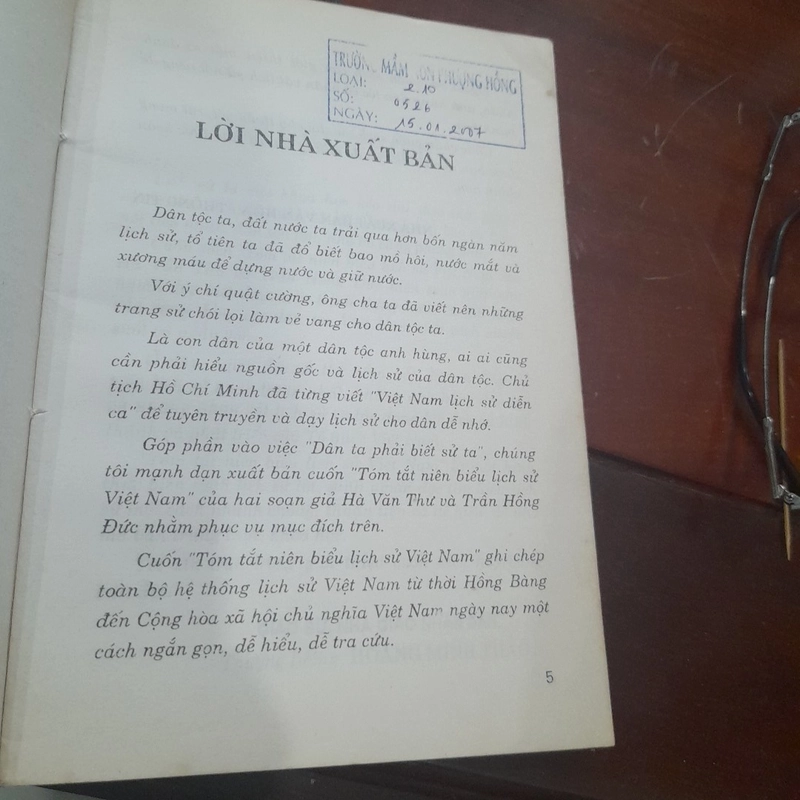 TRƯỜNG MẦM NON PHƯỢNG HỒNG
LOẠI: 2.10
SỐ: 0526
NGÀY: 15.01.2007
LỜI NHÀ XUẤT BẢN
Dân tộc ta, đất nước ta trải qua hơn bốn ngàn năm
lịch sử, tổ tiên ta đã đổ biết bao mồ hôi, nước mắt và
xương máu để dựng nước và giữ nước.
Với ý chí quật cường, ông cha ta đã viết nên những
trang sử chói lọi làm vẻ vang cho dân tộc ta.
Là con dân của một dân tộc anh hùng, ai ai cũng
cần phải hiểu nguồn gốc và lịch sử của dân tộc. Chủ
tịch Hồ Chí Minh đã từng viết "Việt Nam lịch sử diễn
ca" để tuyên truyền và dạy lịch sử cho dân dễ nhớ.
Góp phần vào việc "Dân ta phải biết sử ta", chúng
tôi mạnh dạn xuất bản cuốn "Tóm tắt niên biểu lịch sử
Việt Nam" của hai soạn giả Hà Văn Thư và Trần Hồng
Đức nhằm phục vụ mục đích trên.
Cuốn "Tóm tắt niên biểu lịch sử Việt Nam" ghi chép
toàn bộ hệ thống lịch sử Việt Nam từ thời Hồng Bàng
đến Cộng hòa xã hội chủ nghĩa Việt Nam ngày nay một
cách ngắn gọn, dễ hiểu, dễ tra cứu.
5